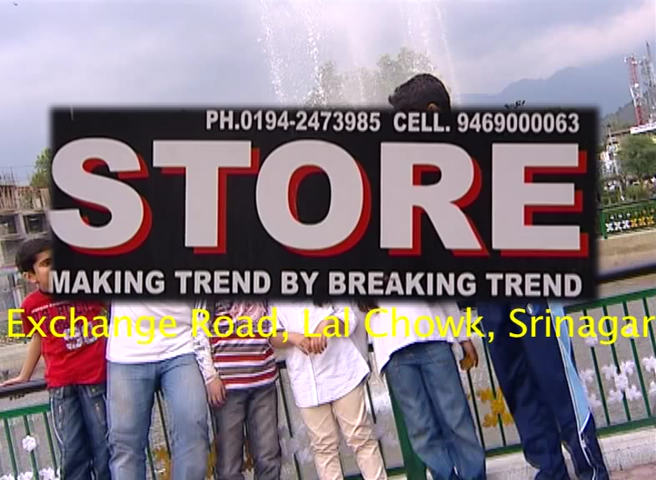 PH.0194-2473985 CELL. 9469000063
STORE
MAKING TREND BY BREAKING TREND
Exchange Road, Lal Chowk, Srinagar